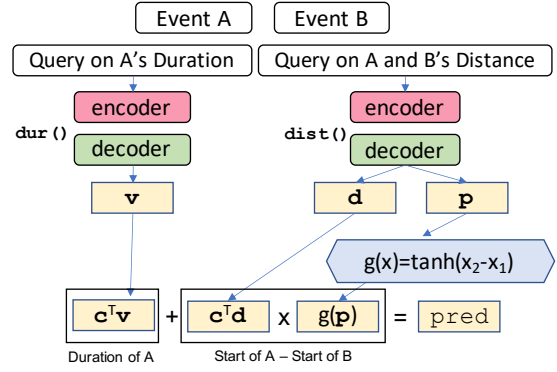 Event A Event B
Query on A's Duration Query on A and B's Distance
encoder encoder
dur() dist()
decoder decoder
v d p
g(x)=tanh(x₂-x₁)
cᵀv + cᵀd x g(p) = pred
Duration of A Start of A – Start of B